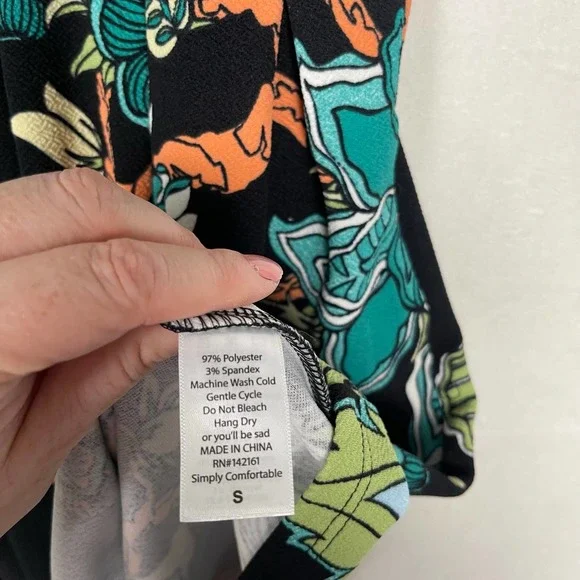 97% Polyester
3% Spandex
Machine Wash Cold
Gentle Cycle
Do Not Bleach
Hang Dry
or you'll be sad
MADE IN CHINA
RN#142161
Simply Comfortable
S